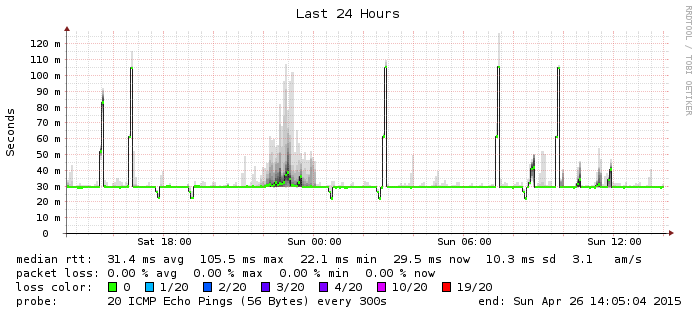 Last 24 Hours
RRDTOOL / TOBI OETIKER
Seconds
120 m
110 m
100 m
90 m
80 m
70 m
60 m
50 m
40 m
30 m
20 m
10 m
0
Sat 18:00 Sun 00:00 Sun 06:00 Sun 12:00
median rtt: 31.4 ms avg 105.5 ms max 22.1 ms min 29.5 ms now 10.3 ms sd 3.1 am/s
packet loss: 0.00 % avg 0.00 % max 0.00 % min 0.00 % now
loss color: 0 1/20 2/20 3/20 4/20 10/20 19/20
probe: 20 ICMP Echo Pings (56 Bytes) every 300s end: Sun Apr 26 14:05:04 2015